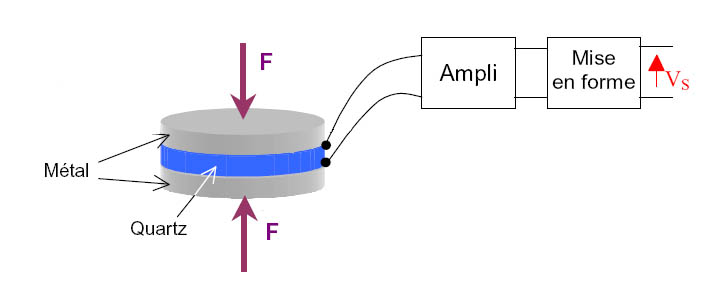 F
Ampli
Mise
en forme
VS
Métal
Quartz
F